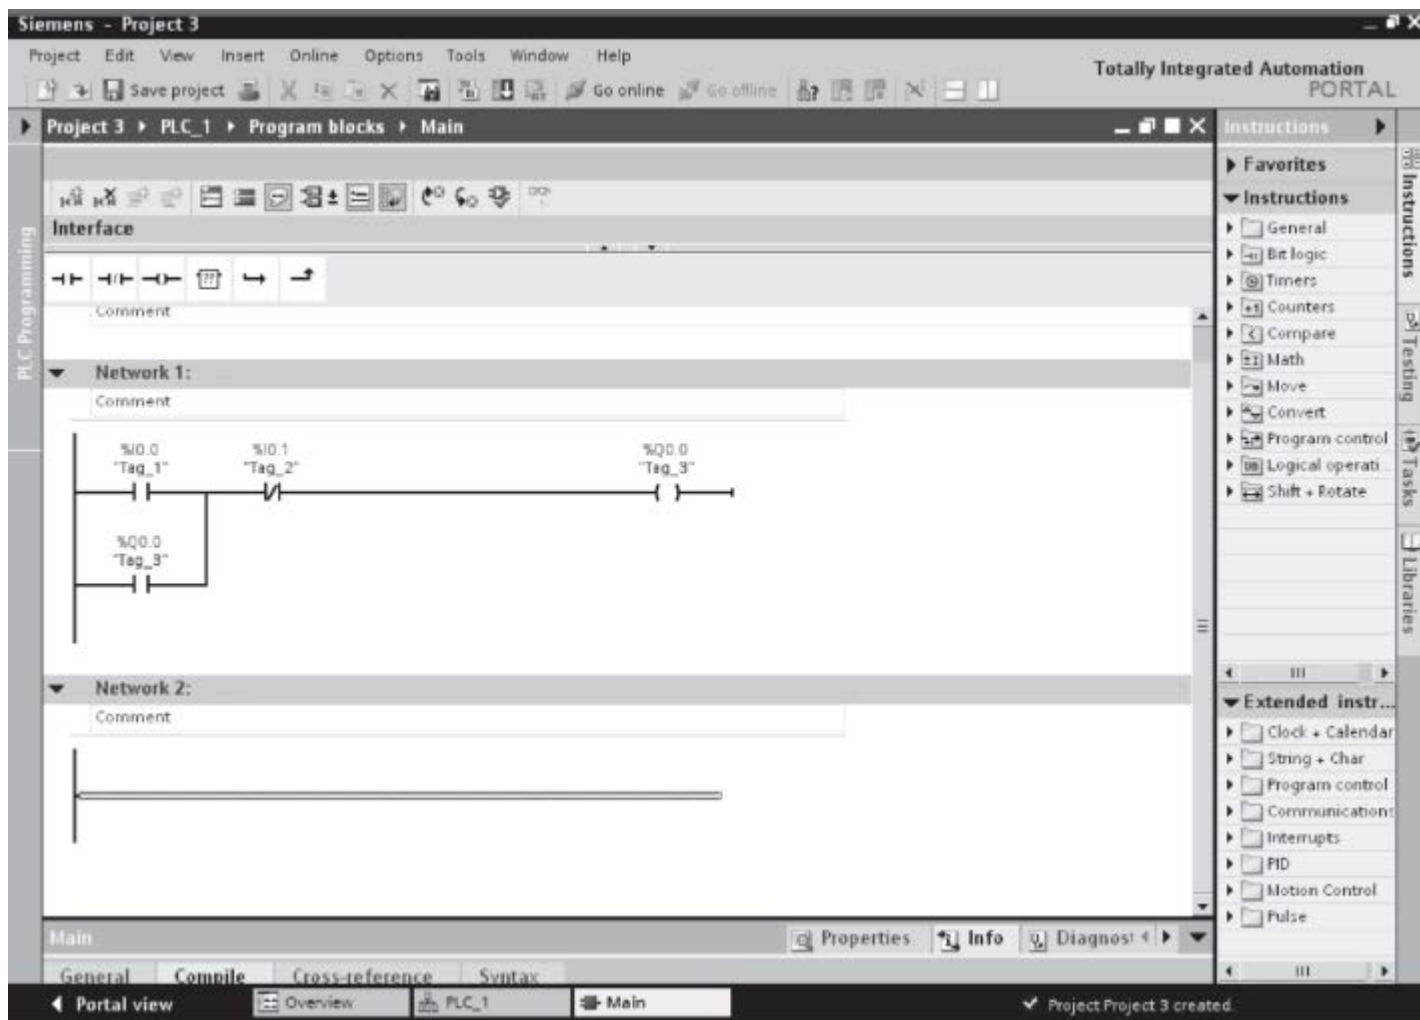 Siemens - Project 3
Project Edit View Insert Online Options Tools Window Help
Totally Integrated Automation
PORTAL
Save project Go online Go offline
Project 3 PLC_1 Program blocks Main
Instructions
Favorites
Instructions
Interface
General
Bit logic
Timers
Counters
Compare
Math
Move
Convert
Program control
Logical operati...
Shift + Rotate
Comment
Network 1:
Comment
%I0.0
"Tag_1"
%I0.1
"Tag_2"
%Q0.0
"Tag_3"
%Q0.0
"Tag_3"
Network 2:
Comment
Extended instr...
Clock + Calendar
String + Char
Program control
Communications
Interrupts
PID
Motion Control
Pulse
PLC Programming
Instructions
Testing
Tasks
Libraries
Main
Properties Info Diagnost
General Compile Cross-reference Syntax
Portal view Overview PLC_1 Main
Project Project 3 created.